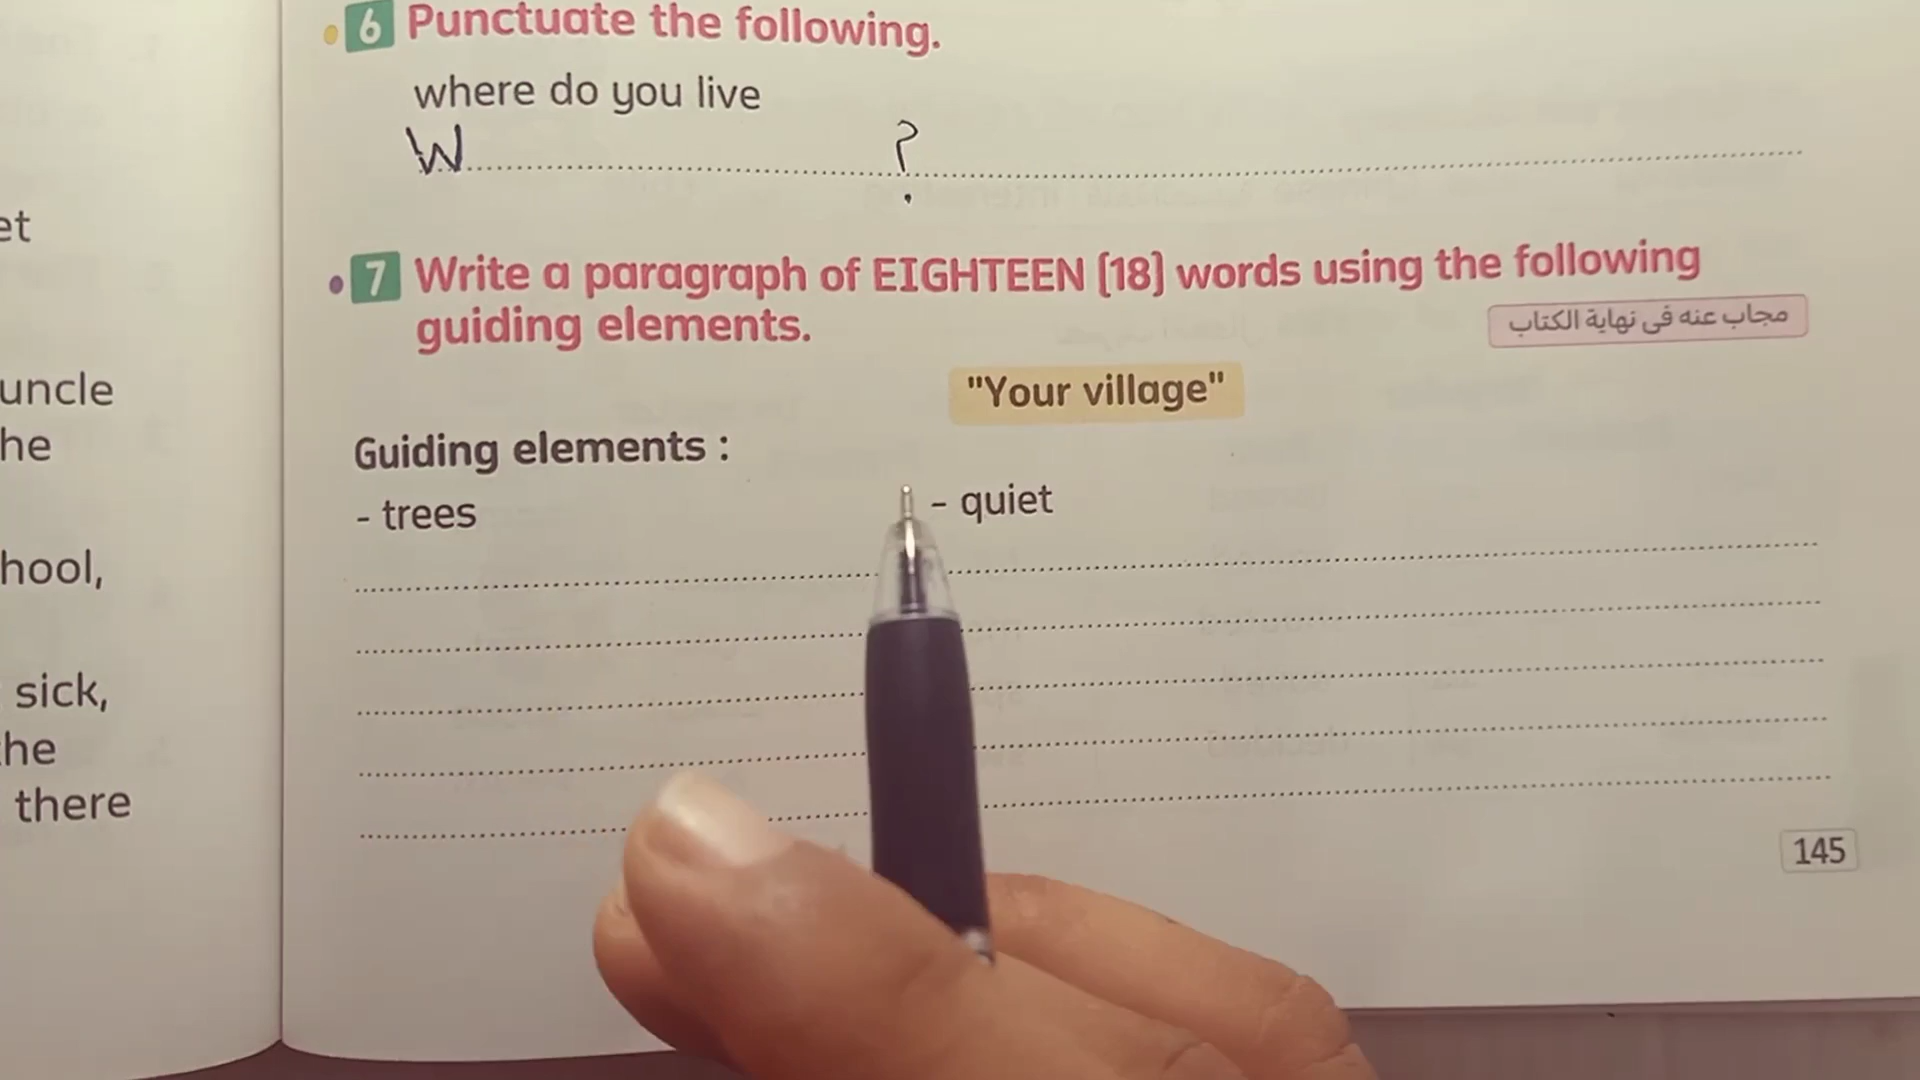 et
uncle
he
hool,
sick,
he
there
6 Punctuate the following.
where do you live
W ?
7 Write a paragraph of EIGHTEEN (18) words using the following
guiding elements.
مجاب عنه فى نهاية الكتاب
"Your village"
Guiding elements :
- trees - quiet
145